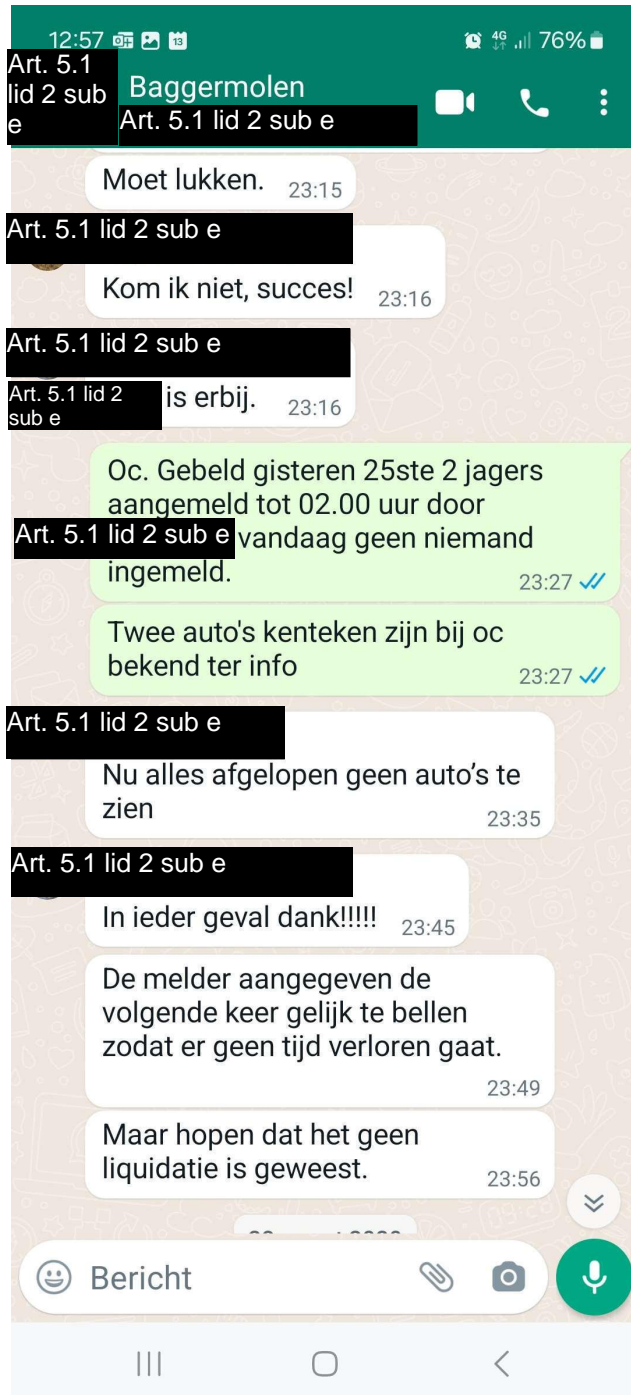 12:57 13 4G 76%
Art. 5.1
lid 2 sub
e
Baggermolen
Art. 5.1 lid 2 sub e
Moet lukken. 23:15
Art. 5.1 lid 2 sub e
Kom ik niet, succes! 23:16
Art. 5.1 lid 2 sub e
Art. 5.1 lid 2
sub e
is erbij. 23:16
Oc. Gebeld gisteren 25ste 2 jagers
aangemeld tot 02.00 uur door
Art. 5.1 lid 2 sub e vandaag geen niemand
ingemeld. 23:27
Twee auto's kenteken zijn bij oc
bekend ter info 23:27
Art. 5.1 lid 2 sub e
Nu alles afgelopen geen auto’s te
zien 23:35
Art. 5.1 lid 2 sub e
In ieder geval dank!!!!! 23:45
De melder aangegeven de
volgende keer gelijk te bellen
zodat er geen tijd verloren gaat.
23:49
Maar hopen dat het geen
liquidatie is geweest. 23:56
Bericht